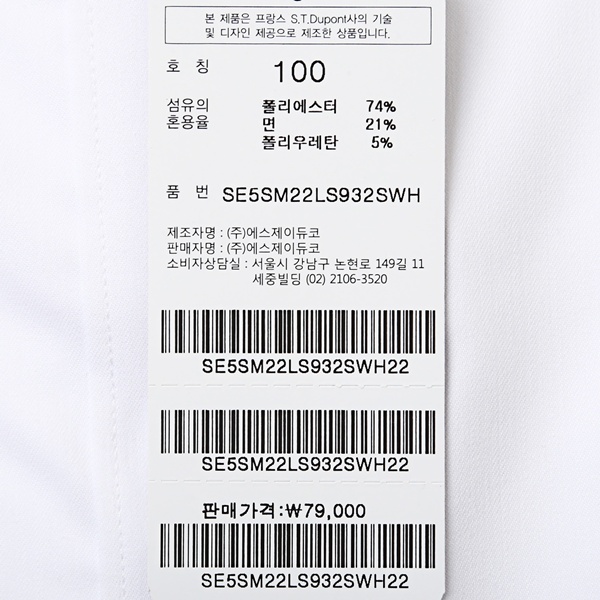 본 제품은 프랑스 S.T.Dupont사의 기술
및 디자인 제공으로 제조한 상품입니다.
호 칭 100
섬유의 폴리에스터 74%
혼용율 면 21%
폴리우레탄 5%
품 번 SE5SM22LS932SWH
제조자명 : (주)에스제이듀코
판매자명 : (주)에스제이듀코
소비자상담실 : 서울시 강남구 논현로 149길 11
세중빌딩 (02) 2106-3520
SE5SM22LS932SWH22
SE5SM22LS932SWH22
판매가격:₩79,000
SE5SM22LS932SWH22